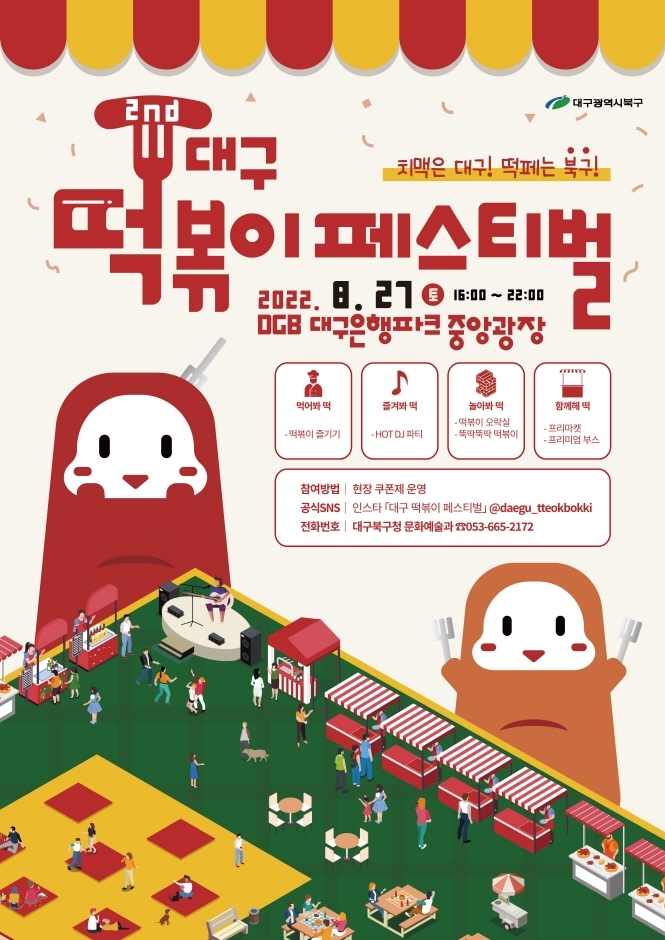 대구광역시북구
2nd 대구
치맥은 대구! 떡페는 북구!
떡볶이 페스티벌
2022. 8. 27 토 16:00 ~ 22:00
DGB 대구은행파크 중앙광장
먹어봐 떡
- 떡볶이 즐기기
즐겨봐 떡
- HOT DJ 파티
놀아봐 떡
- 떡볶이 오락실
- 뚝딱뚝딱 떡볶이
함께해 떡
- 프리마켓
- 프리미엄 부스
참여방법 | 현장 쿠폰제 운영
공식SNS | 인스타 「대구 떡볶이 페스티벌」 @daegu_tteokbokki
전화번호 | 대구북구청 문화예술과 ☎053-665-2172